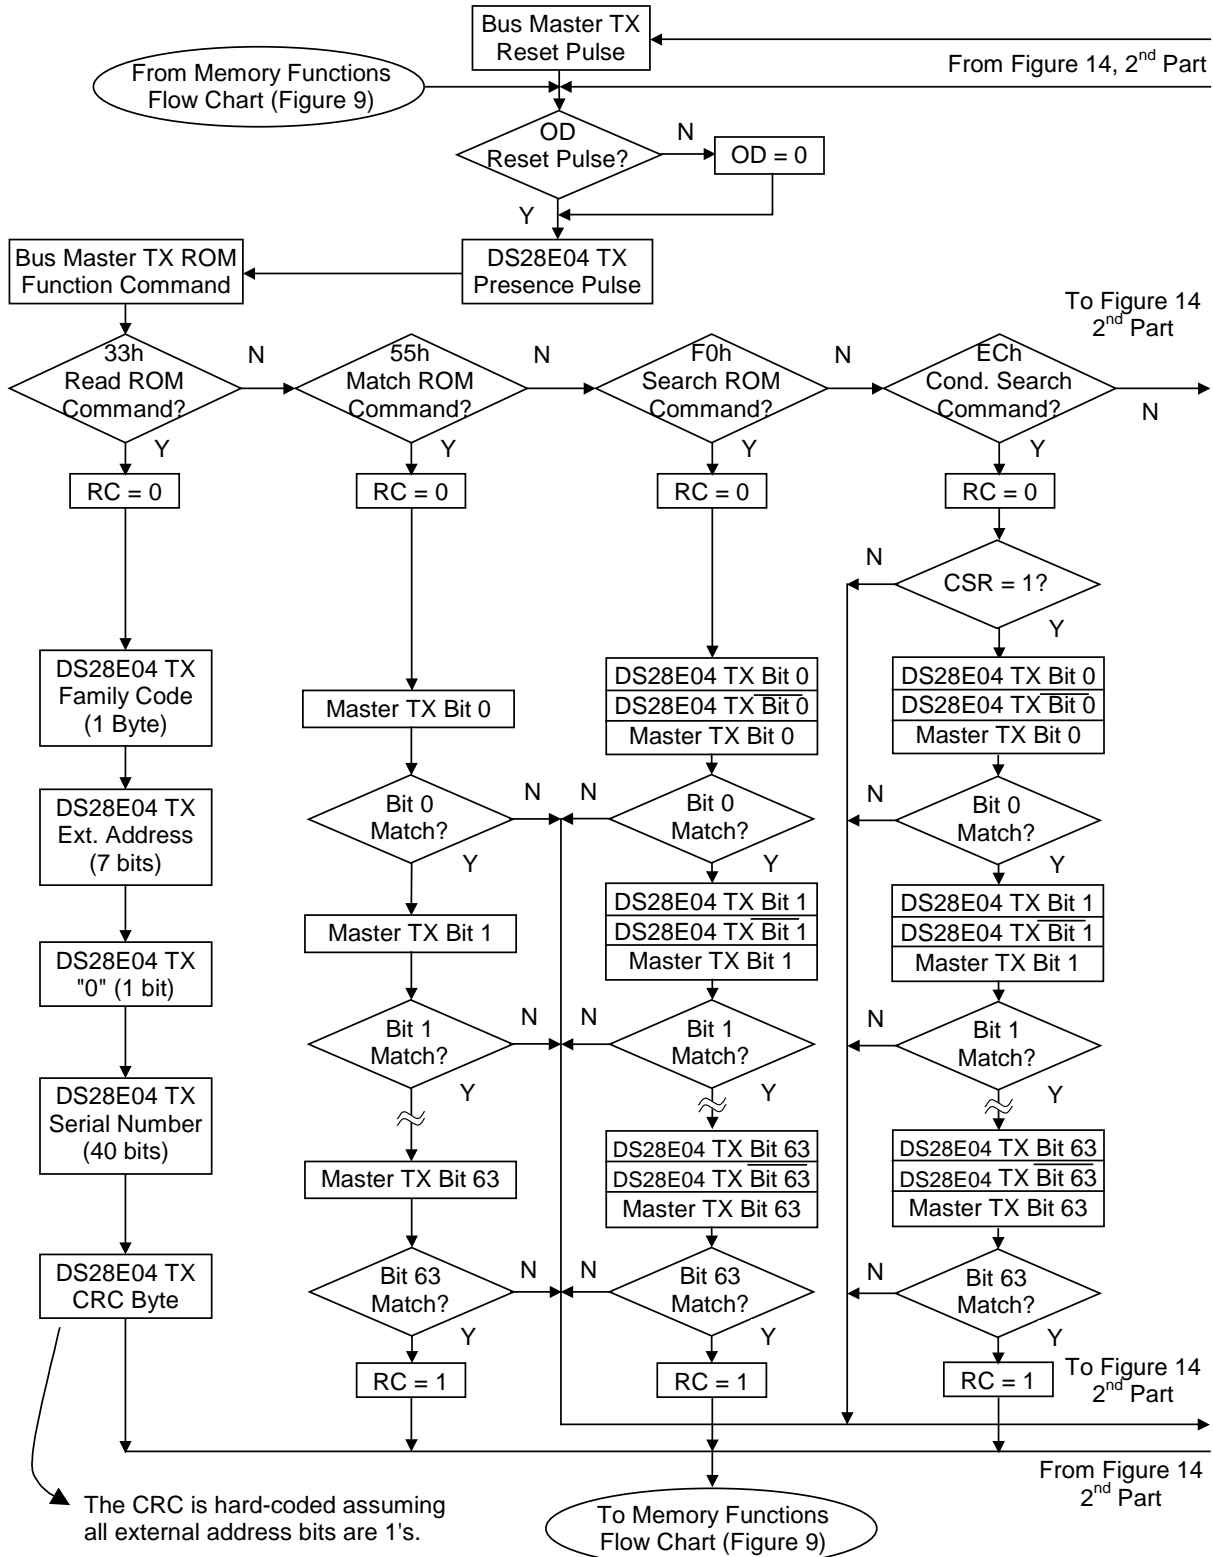 Bus Master TX
Reset Pulse
From Figure 14, 2nd Part
From Memory Functions
Flow Chart (Figure 9)
OD
Reset Pulse?
N
OD = 0
Y
Bus Master TX ROM
Function Command
DS28E04 TX
Presence Pulse
To Figure 14
2nd Part
33h
Read ROM
Command?
N
55h
Match ROM
Command?
N
F0h
Search ROM
Command?
N
ECh
Cond. Search
Command?
N
Y
Y
Y
Y
RC = 0
RC = 0
RC = 0
RC = 0
N
CSR = 1?
Y
DS28E04 TX
Family Code
(1 Byte)
DS28E04 TX
Ext. Address
(7 bits)
DS28E04 TX
"0" (1 bit)
DS28E04 TX
Serial Number
(40 bits)
DS28E04 TX
CRC Byte
The CRC is hard-coded assuming
all external address bits are 1's.
Master TX Bit 0
Bit 0
Match?
N
Y
Master TX Bit 1
Bit 1
Match?
N
Y
Master TX Bit 63
Bit 63
Match?
N
Y
RC = 1
DS28E04 TX Bit 0
DS28E04 TX Bit 0
Master TX Bit 0
N
Bit 0
Match?
Y
DS28E04 TX Bit 1
DS28E04 TX Bit 1
Master TX Bit 1
N
Bit 1
Match?
Y
DS28E04 TX Bit 63
DS28E04 TX Bit 63
Master TX Bit 63
N
Bit 63
Match?
Y
RC = 1
DS28E04 TX Bit 0
DS28E04 TX Bit 0
Master TX Bit 0
N
Bit 0
Match?
Y
DS28E04 TX Bit 1
DS28E04 TX Bit 1
Master TX Bit 1
N
Bit 1
Match?
Y
DS28E04 TX Bit 63
DS28E04 TX Bit 63
Master TX Bit 63
N
Bit 63
Match?
Y
RC = 1
To Figure 14
2nd Part
From Figure 14
2nd Part
To Memory Functions
Flow Chart (Figure 9)